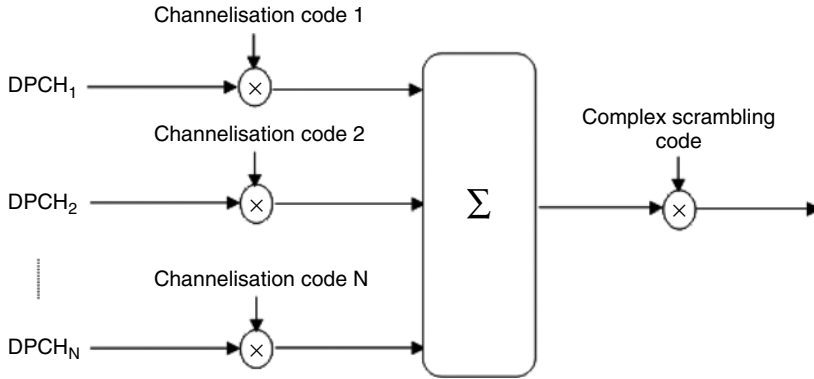 Channelisation code 1
DPCH1
×
Channelisation code 2
Complex scrambling
code
DPCH2
×
Σ
×
Channelisation code N
DPCHN
×